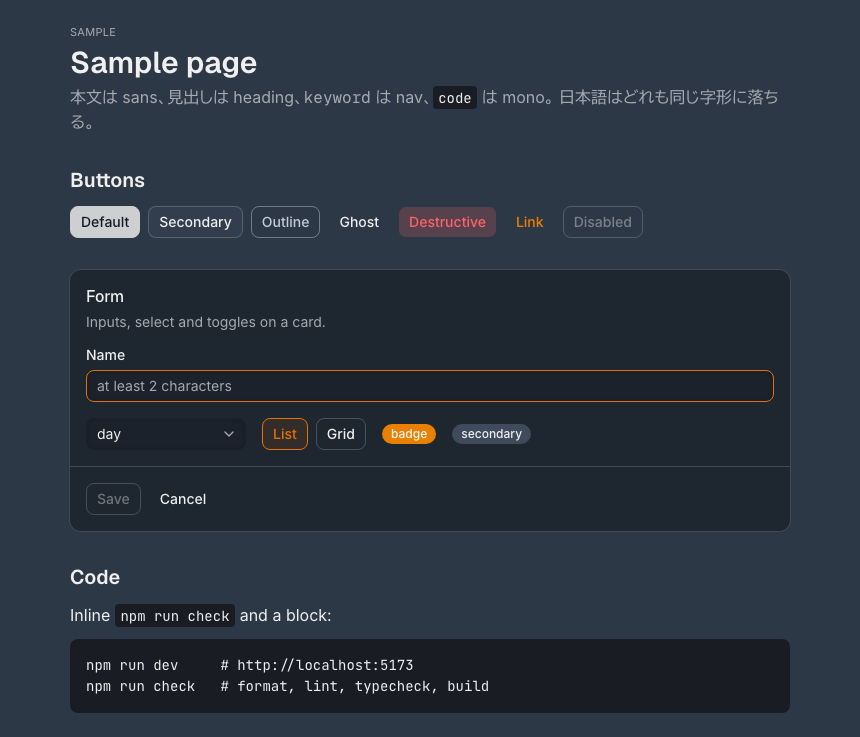 SAMPLE
Sample page
本文は sans、見出しは heading、keyword は nav、code は mono。日本語はどれも同じ字形に落ち
る。
Buttons
Default Secondary Outline Ghost Destructive Link Disabled
Form
Inputs, select and toggles on a card.
Name
at least 2 characters
day List Grid badge secondary
Save Cancel
Code
Inline npm run check and a block:
npm run dev     # http://localhost:5173
npm run check   # format, lint, typecheck, build